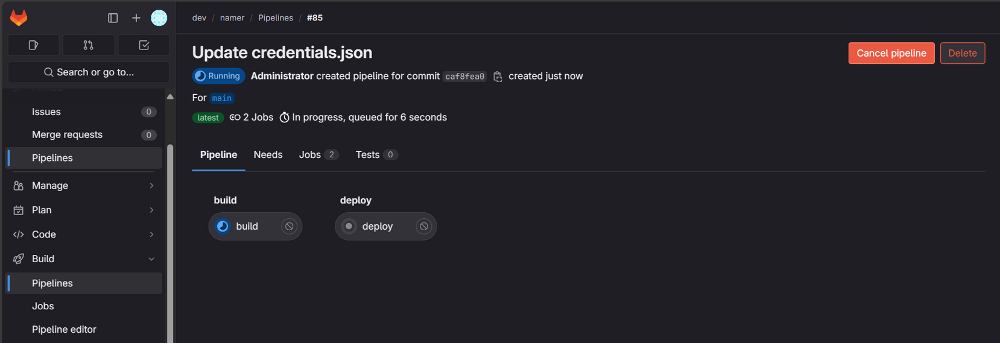 dev / namer / Pipelines / #85
Search or go to...
Issues 0
Merge requests 0
Pipelines
Manage
Plan
Code
Build
Pipelines
Jobs
Pipeline editor
Update credentials.json
Cancel pipeline Delete
Running Administrator created pipeline for commit caf8fea0 created just now
For main
latest 2 Jobs In progress, queued for 6 seconds
Pipeline Needs Jobs 2 Tests 0
build deploy
build deploy